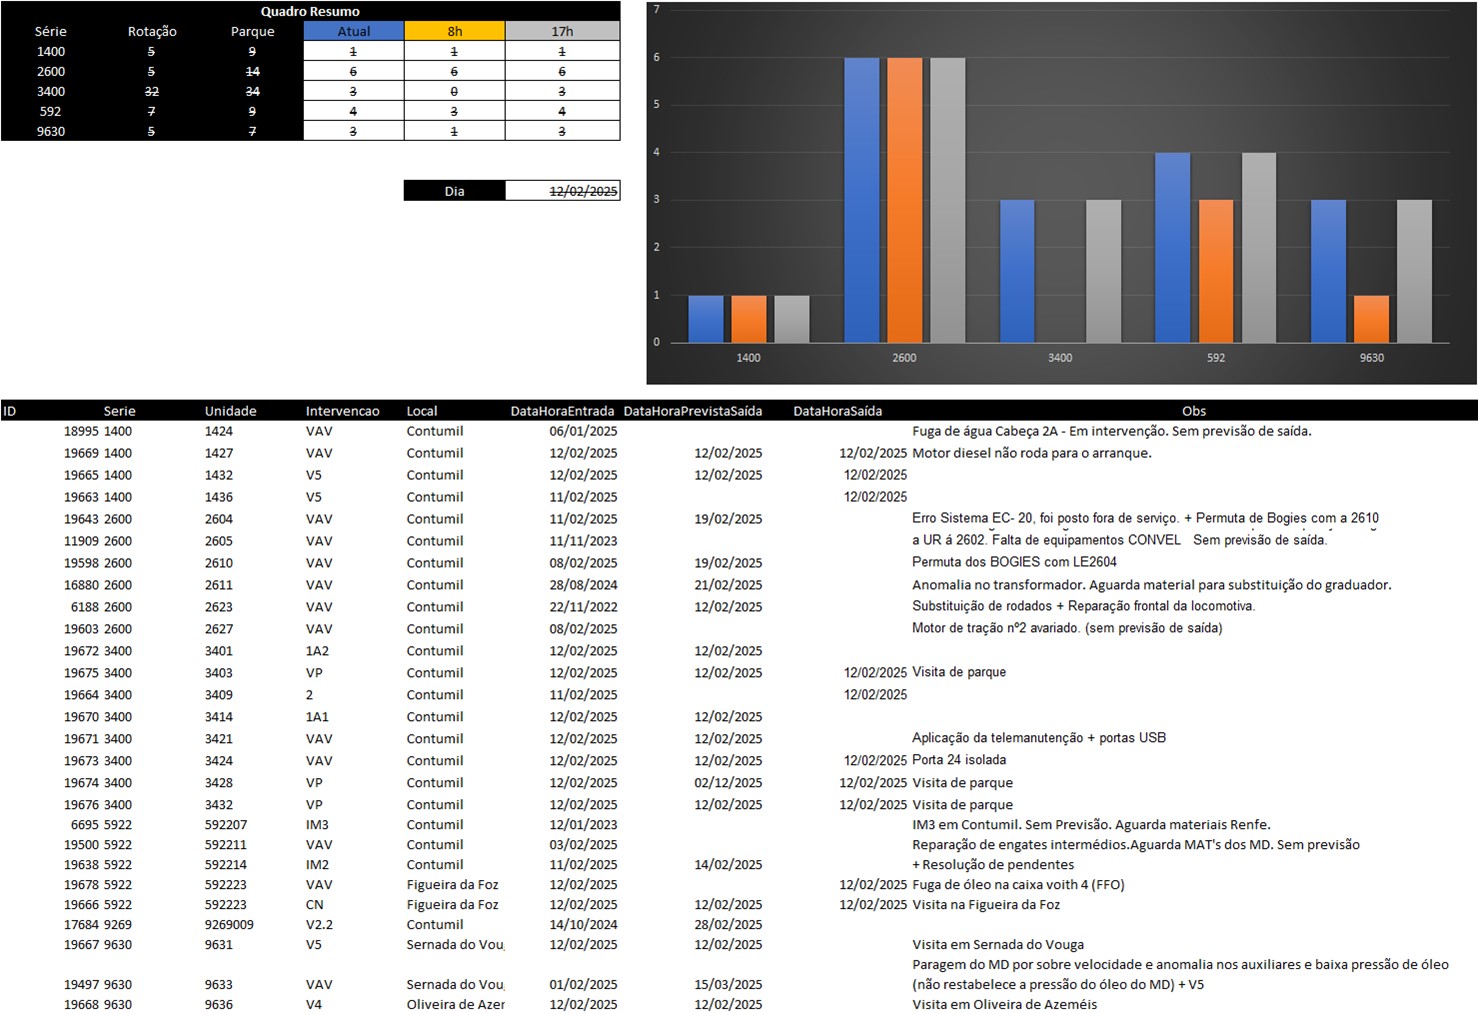 Quadro Resumo
Série Rotação Parque Atual 8h 17h
1400 5 9 1 1 1
2600 5 14 6 6 6
3400 32 34 3 0 3
592 7 9 4 3 4
9630 5 7 3 1 3
Dia 12/02/2025
7
6
5
4
3
2
1
0
1400 2600 3400 592 9630
ID Serie Unidade Intervencao Local DataHoraEntrada DataHoraPrevistaSaída DataHoraSaída Obs
18995 1400 1424 VAV Contumil 06/01/2025 Fuga de água Cabeça 2A - Em intervenção. Sem previsão de saída.
19669 1400 1427 VAV Contumil 12/02/2025 12/02/2025 12/02/2025 Motor diesel não roda para o arranque.
19665 1400 1432 V5 Contumil 12/02/2025 12/02/2025 12/02/2025
19663 1400 1436 V5 Contumil 11/02/2025 12/02/2025
19643 2600 2604 VAV Contumil 11/02/2025 19/02/2025 Erro Sistema EC- 20, foi posto fora de serviço. + Permuta de Bogies com a 2610
11909 2600 2605 VAV Contumil 11/11/2023 a UR á 2602. Falta de equipamentos CONVEL Sem previsão de saída.
19598 2600 2610 VAV Contumil 08/02/2025 19/02/2025 Permuta dos BOGIES com LE2604
16880 2600 2611 VAV Contumil 28/08/2024 21/02/2025 Anomalia no transformador. Aguarda material para substituição do graduador.
6188 2600 2623 VAV Contumil 22/11/2022 12/02/2025 Substituição de rodados + Reparação frontal da locomotiva.
19603 2600 2627 VAV Contumil 08/02/2025 Motor de tração nº2 avariado. (sem previsão de saída)
19672 3400 3401 1A2 Contumil 12/02/2025 12/02/2025
19675 3400 3403 VP Contumil 12/02/2025 12/02/2025 12/02/2025 Visita de parque
19664 3400 3409 2 Contumil 11/02/2025 12/02/2025
19670 3400 3414 1A1 Contumil 12/02/2025 12/02/2025
19671 3400 3421 VAV Contumil 12/02/2025 12/02/2025 Aplicação da telemanutenção + portas USB
19673 3400 3424 VAV Contumil 12/02/2025 12/02/2025 12/02/2025 Porta 24 isolada
19674 3400 3428 VP Contumil 12/02/2025 02/12/2025 12/02/2025 Visita de parque
19676 3400 3432 VP Contumil 12/02/2025 12/02/2025 12/02/2025 Visita de parque
6695 5922 592207 IM3 Contumil 12/01/2023 IM3 em Contumil. Sem Previsão. Aguarda materiais Renfe.
19500 5922 592211 VAV Contumil 03/02/2025 Reparação de engates intermédios.Aguarda MAT's dos MD. Sem previsão
19638 5922 592214 IM2 Contumil 11/02/2025 14/02/2025 + Resolução de pendentes
19678 5922 592223 VAV Figueira da Foz 12/02/2025 12/02/2025 Fuga de óleo na caixa voith 4 (FFO)
19666 5922 592223 CN Figueira da Foz 12/02/2025 12/02/2025 12/02/2025 Visita na Figueira da Foz
17684 9269 9269009 V2.2 Contumil 14/10/2024 28/02/2025
19667 9630 9631 V5 Sernada do Voug 12/02/2025 12/02/2025 Visita em Sernada do Vouga
Paragem do MD por sobre velocidade e anomalia nos auxiliares e baixa pressão de óleo
19497 9630 9633 VAV Sernada do Voug 01/02/2025 15/03/2025 (não restabelece a pressão do óleo do MD) + V5
19668 9630 9636 V4 Oliveira de Azer 12/02/2025 12/02/2025 Visita em Oliveira de Azeméis